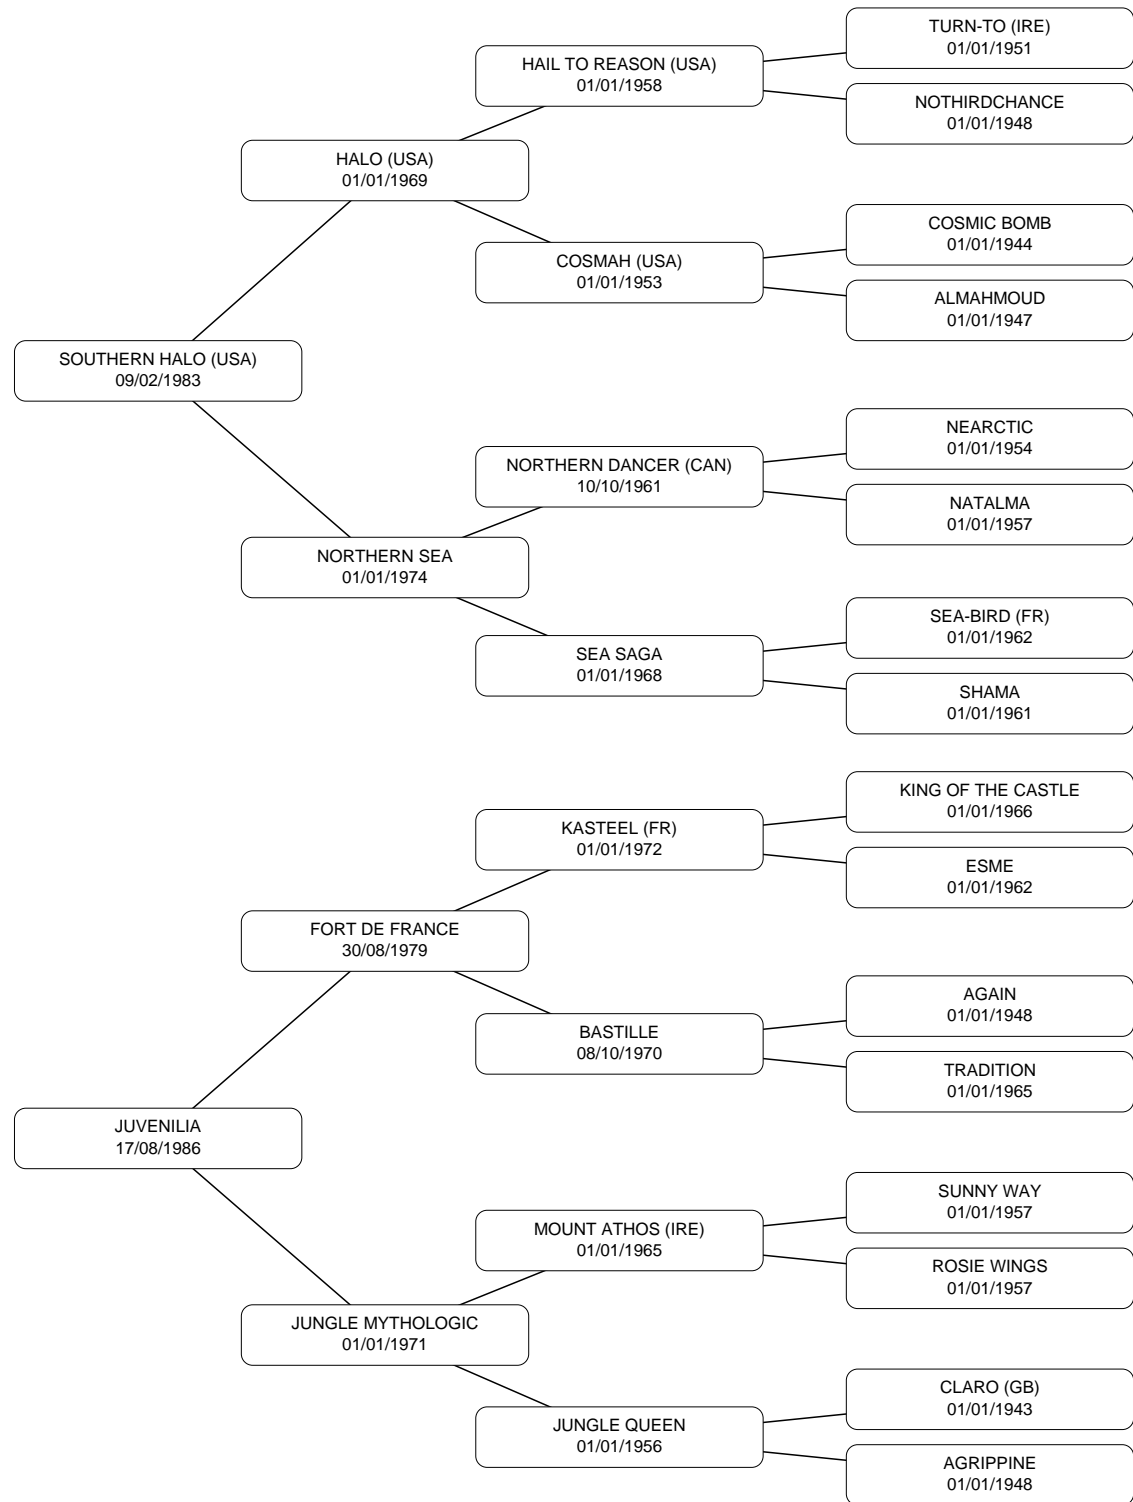 TURN-TO (IRE)
01/01/1951
HAIL TO REASON (USA)
01/01/1958
NOTHIRDCHANCE
01/01/1948
HALO (USA)
01/01/1969
COSMIC BOMB
01/01/1944
COSMAH (USA)
01/01/1953
ALMAHMOUD
01/01/1947
SOUTHERN HALO (USA)
09/02/1983
NEARCTIC
01/01/1954
NORTHERN DANCER (CAN)
10/10/1961
NATALMA
01/01/1957
NORTHERN SEA
01/01/1974
SEA-BIRD (FR)
01/01/1962
SEA SAGA
01/01/1968
SHAMA
01/01/1961
KING OF THE CASTLE
01/01/1966
KASTEEL (FR)
01/01/1972
ESME
01/01/1962
FORT DE FRANCE
30/08/1979
AGAIN
01/01/1948
BASTILLE
08/10/1970
TRADITION
01/01/1965
JUVENILIA
17/08/1986
SUNNY WAY
01/01/1957
MOUNT ATHOS (IRE)
01/01/1965
ROSIE WINGS
01/01/1957
JUNGLE MYTHOLOGIC
01/01/1971
CLARO (GB)
01/01/1943
JUNGLE QUEEN
01/01/1956
AGRIPPINE
01/01/1948